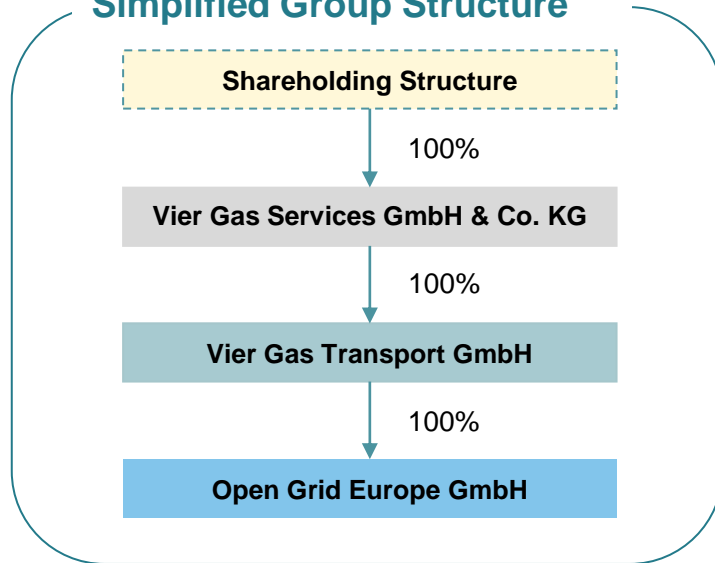 Simplified Group Structure
Shareholding Structure
100%
Vier Gas Services GmbH & Co. KG
100%
Vier Gas Transport GmbH
100%
Open Grid Europe GmbH